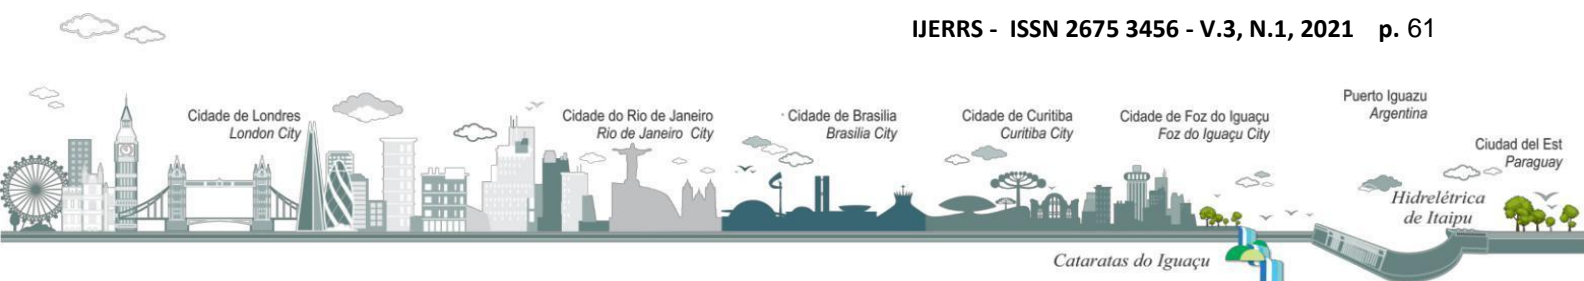 IJERRS - ISSN 2675 3456 - V.3, N.1, 2021 p. 61
Cidade de Londres
London City
Cidade do Rio de Janeiro
Rio de Janeiro City
Cidade de Brasilia
Brasilia City
Cidade de Curitiba
Curitiba City
Cidade de Foz do Iguaçu
Foz do Iguaçu City
Puerto Iguazu
Argentina
Ciudad del Est
Paraguay
Hidrelétrica
de Itaipu
Cataratas do Iguaçu